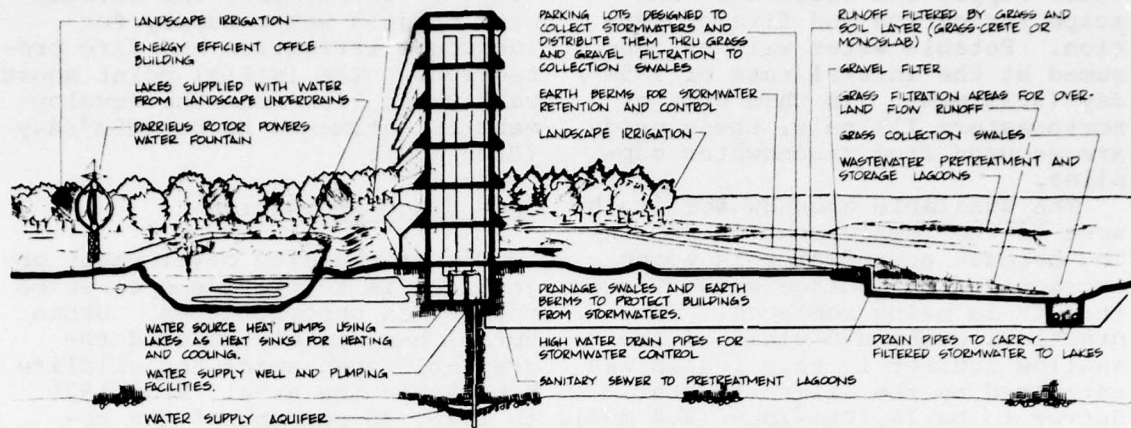 LANDSCAPE IRRIGATION
ENERGY EFFICIENT OFFICE
BUILDING
LAKES SUPPLIED WITH WATER
FROM LANDSCAPE UNDERDRAINS
DARRIEUS ROTOR POWERS
WATER FOUNTAIN
PARKING LOTS DESIGNED TO
COLLECT STORMWATERS AND
DISTRIBUTE THEM THRU GRASS
AND GRAVEL FILTRATION TO
COLLECTION SWALES
EARTH BERMS FOR STORMWATER
RETENTION AND CONTROL
LANDSCAPE IRRIGATION
RUNOFF FILTERED BY GRASS AND
SOIL LAYER (GRASS-CRETE OR
MONOSLAB)
GRAVEL FILTER
GRASS FILTRATION AREAS FOR OVER-
LAND FLOW RUNOFF
GRASS COLLECTION SWALES
WASTEWATER PRETREATMENT AND
STORAGE LAGOONS
WATER SOURCE HEAT PUMPS USING
LAKES AS HEAT SINKS FOR HEATING
AND COOLING.
WATER SUPPLY WELL AND PUMPING
FACILITIES.
WATER SUPPLY AQUIFER
DRAINAGE SWALES AND EARTH
BERMS TO PROTECT BUILDINGS
FROM STORMWATERS.
HIGH WATER DRAIN PIPES FOR
STORMWATER CONTROL
SANITARY SEWER TO PRETREATMENT LAGOONS
DRAIN PIPES TO CARRY
FILTERED STORMWATER TO LAKES